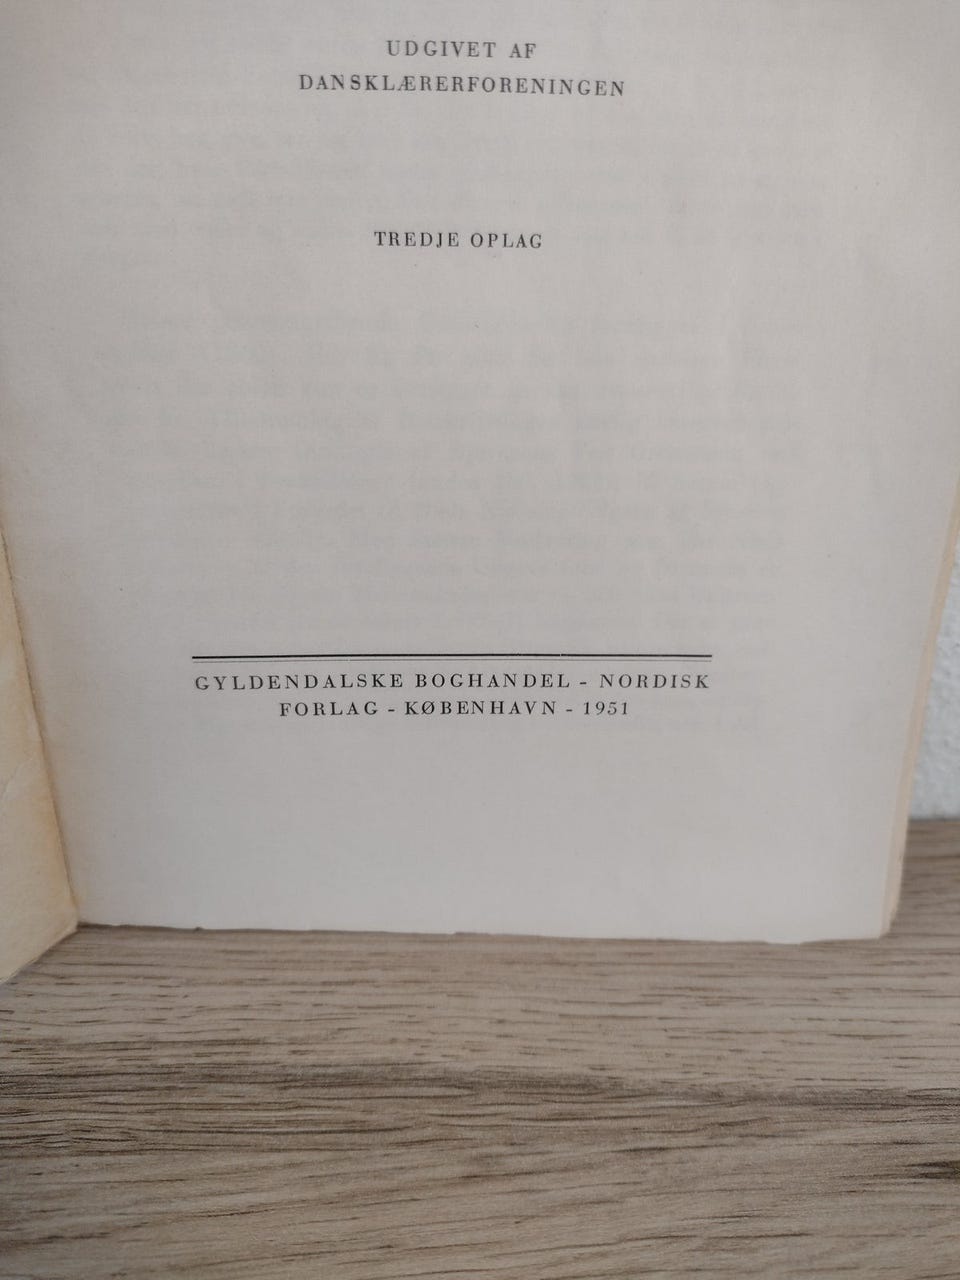 UDGIVET AF
DANSKLÆRERFORENINGEN
TREDJE OPLAG
GYLDENDALSKE BOGHANDEL - NORDISK
FORLAG - KØBENHAVN - 1951